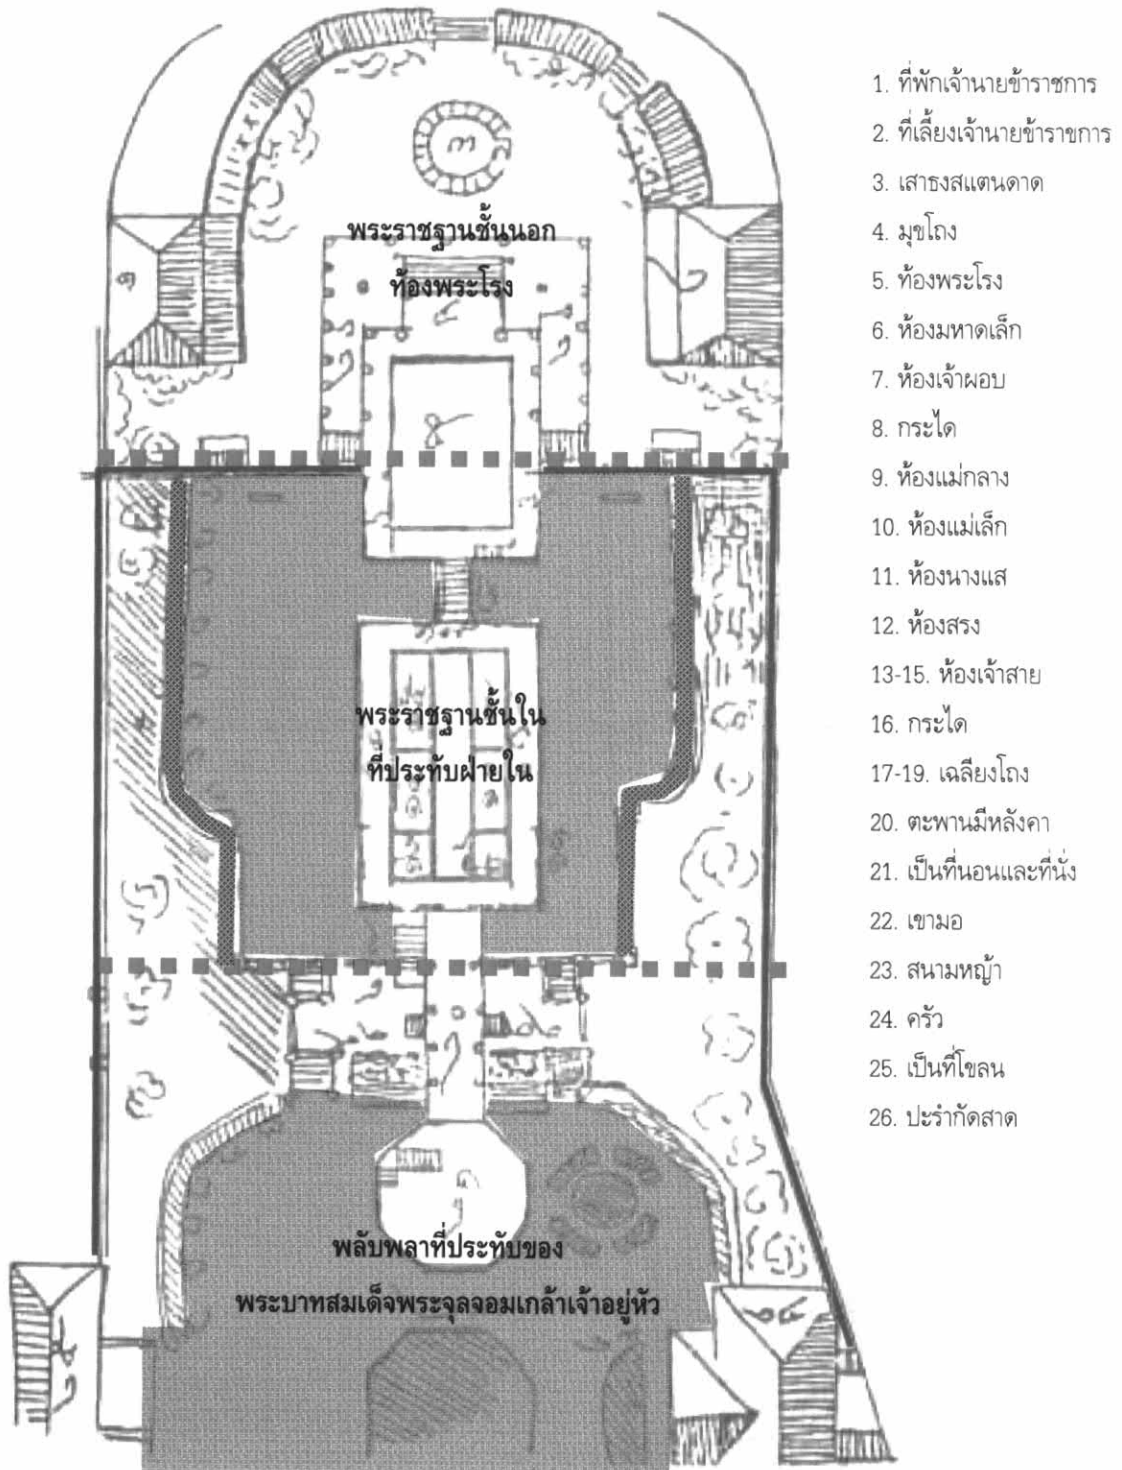 พระราชฐานชั้นนอก
ท้องพระโรง
พระราชฐานชั้นใน
ที่ประทับฝ่ายใน
พลับพลาที่ประทับของ
พระบาทสมเด็จพระจุลจอมเกล้าเจ้าอยู่หัว
1. ที่พักเจ้านายข้าราชการ
2. ที่เลี้ยงเจ้านายข้าราชการ
3. เสาธงสแตนดาด
4. มุขโถง
5. ท้องพระโรง
6. ห้องมหาดเล็ก
7. ห้องเจ้าผอบ
8. กระได
9. ห้องแม่กลาง
10. ห้องแม่เล็ก
11. ห้องนางแส
12. ห้องสรง
13-15. ห้องเจ้าสาย
16. กระได
17-19. เฉลียงโถง
20. ตะพานมีหลังคา
21. เป็นที่นอนและที่นั่ง
22. เขามอ
23. สนามหญ้า
24. ครัว
25. เป็นที่โขลน
26. ปะรำกัดสาด